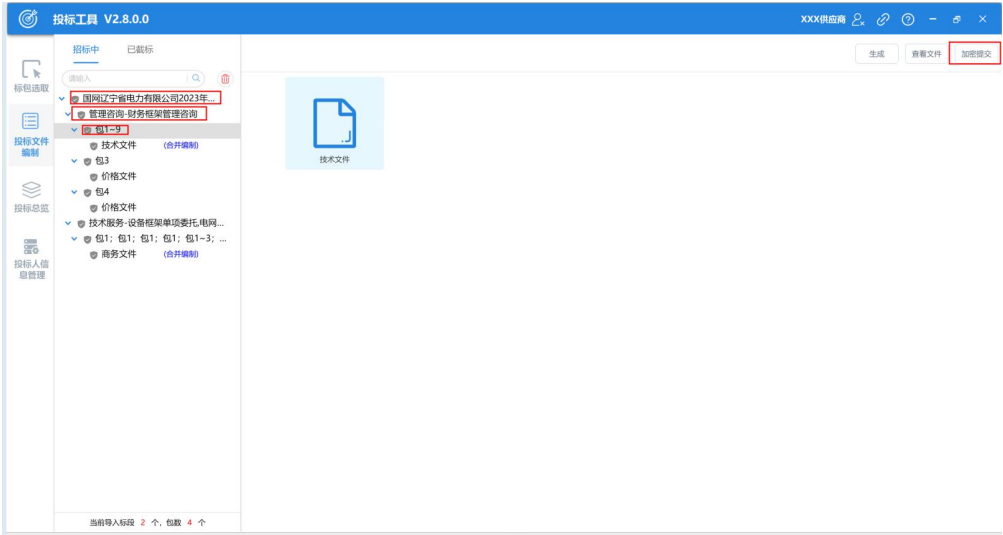 投标工具 V2.8.0.0
XXX供应商
招标中 已截标
生成 查看文件 加密提交
请输入
标包选取
国网辽宁省电力有限公司2023年...
管理咨询-财务框架管理咨询
包1~9
技术文件 (合并编制)
包3
价格文件
包4
价格文件
技术服务-设备框架单项委托,电网...
包1; 包1; 包1; 包1; 包1~3; ...
商务文件 (合并编制)
投标文件
编制
投标总览
投标人信
息管理
技术文件
当前导入标段 2 个, 包数 4 个